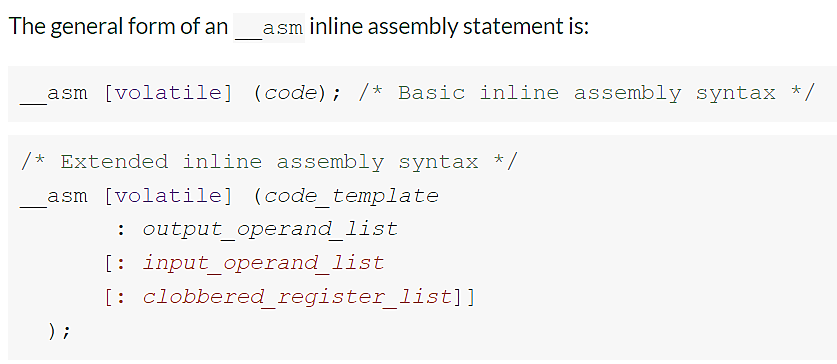 The general form of an __asm inline assembly statement is:
__asm [volatile] (code); /* Basic inline assembly syntax */
/* Extended inline assembly syntax */
__asm [volatile] (code_template
: output_operand_list
[: input_operand_list
[: clobbered_register_list]]
);